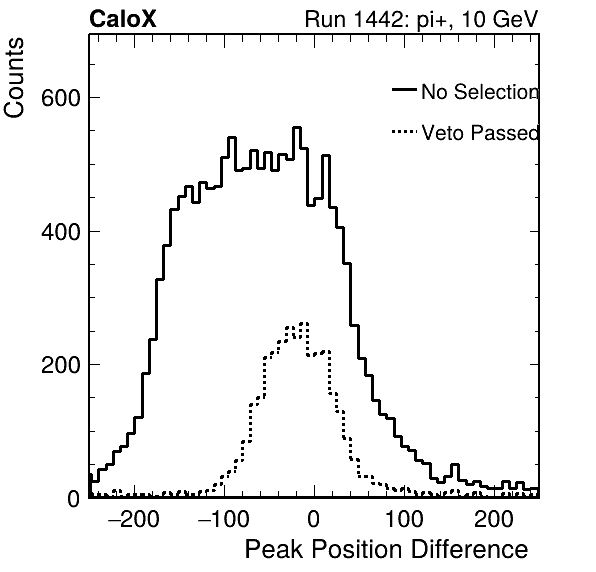 CaloX Run 1442: pi+, 10 GeV
Counts
600
No Selection
Veto Passed
400
200
0
−200 −100 0 100 200
Peak Position Difference